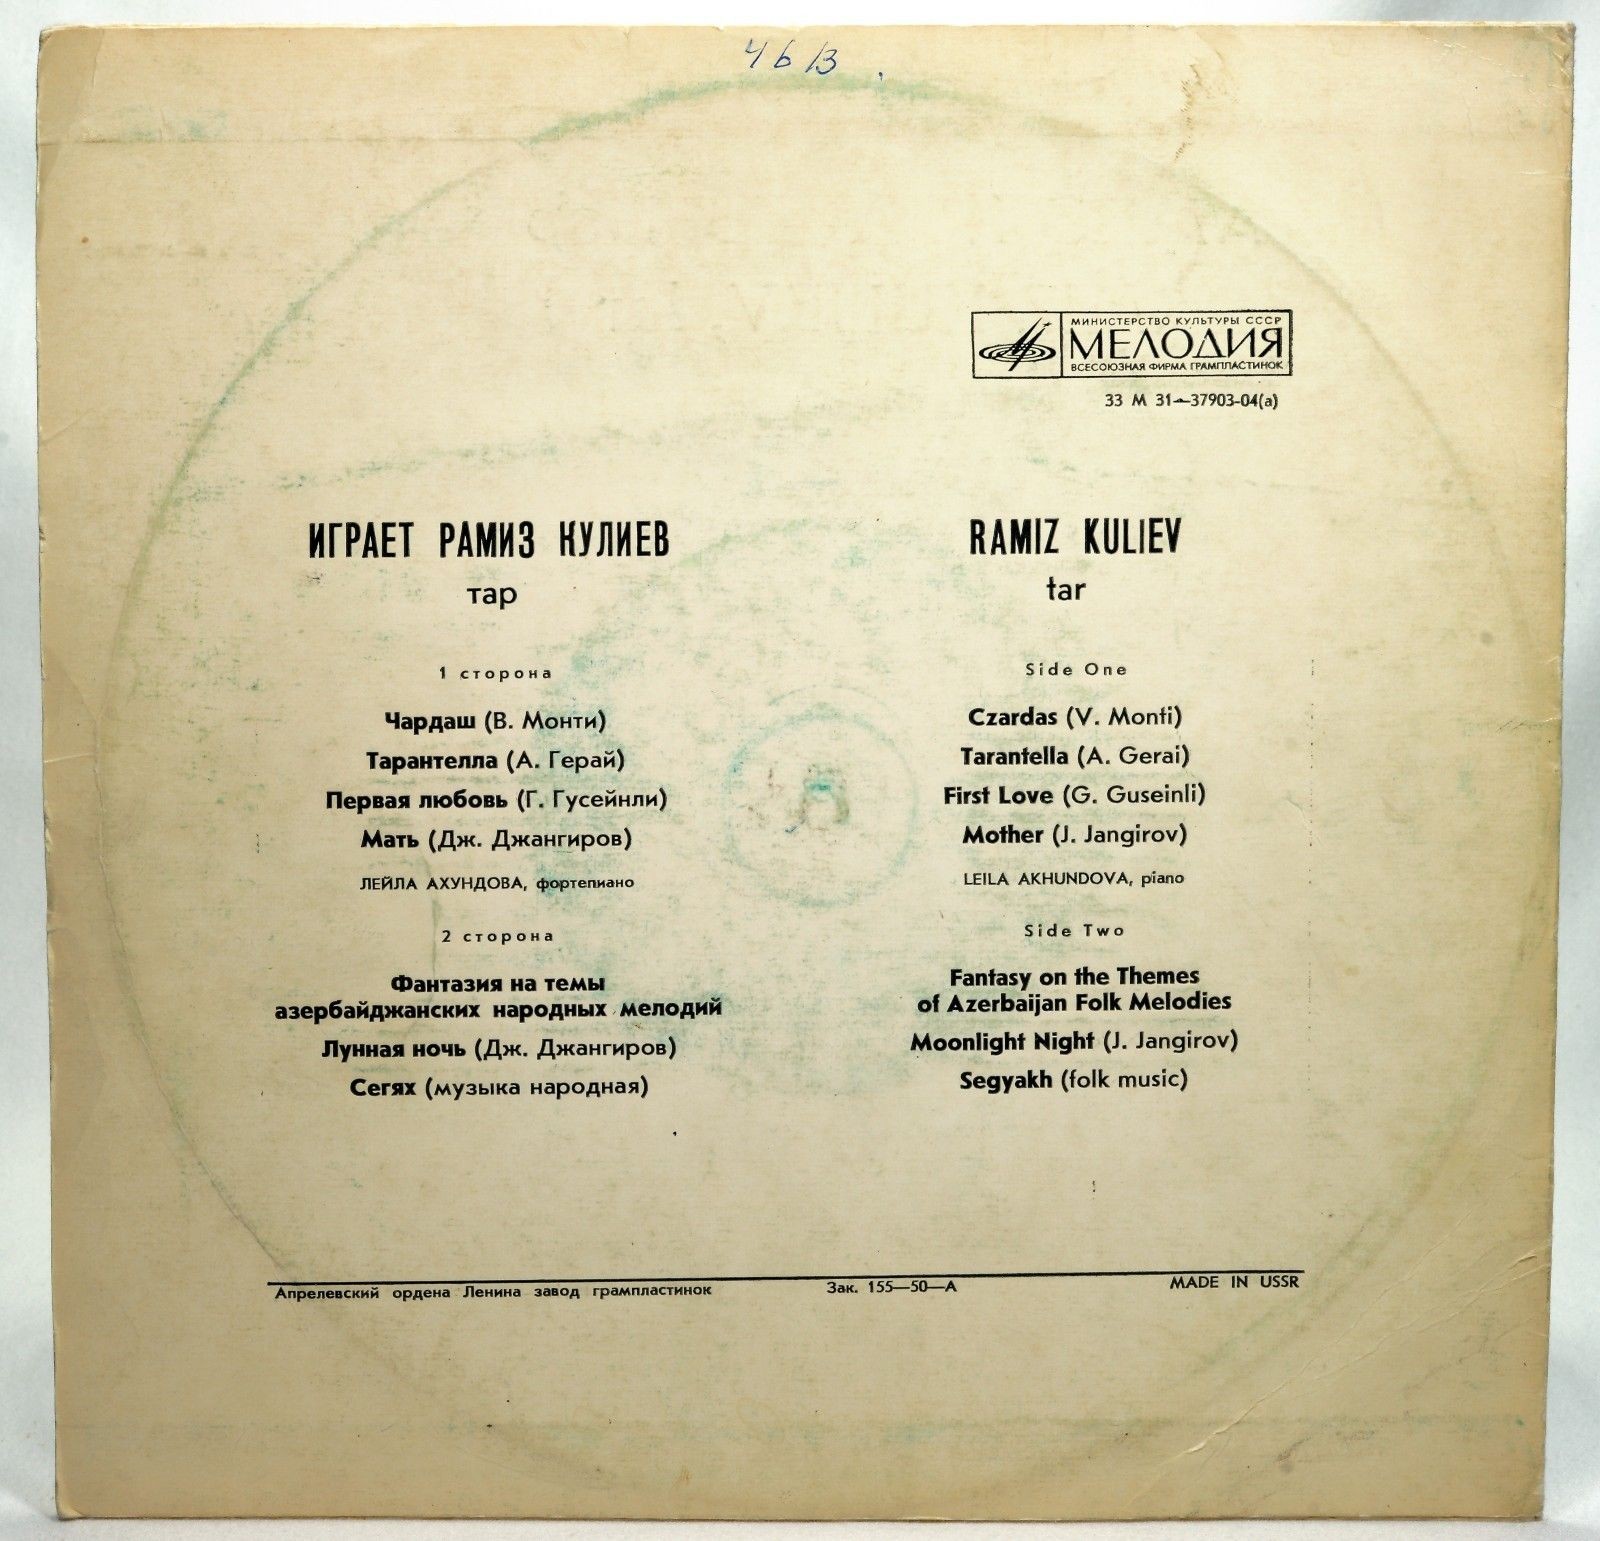 4 6 В
МИНИСТЕРСТВО КУЛЬТУРЫ СССР
МЕЛОДИЯ
ВСЕСОЮЗНАЯ ФИРМА ГРАМПЛАСТИНОК
33 М 31—37903-04(а)
ИГРАЕТ РАМИЗ КУЛИЕВ
тар
1 сторона
Чардаш (В. Монти)
Тарантелла (А. Герай)
Первая любовь (Г. Гусейнли)
Мать (Дж. Джангиров)
ЛЕЙЛА АХУНДОВА, фортепиано
2 сторона
Фантазия на темы
азербайджанских народных мелодий
Лунная ночь (Дж. Джангиров)
Сегях (музыка народная)
RAMIZ KULIEV
tar
Side One
Czardas (V. Monti)
Tarantella (A. Gerai)
First Love (G. Guseinli)
Mother (J. Jangirov)
LEILA AKHUNDOVA, piano
Side Two
Fantasy on the Themes
of Azerbaijan Folk Melodies
Moonlight Night (J. Jangirov)
Segyakh (folk music)
Апрелевский ордена Ленина завод грампластинок
Зак. 155—50—А
MADE IN USSR